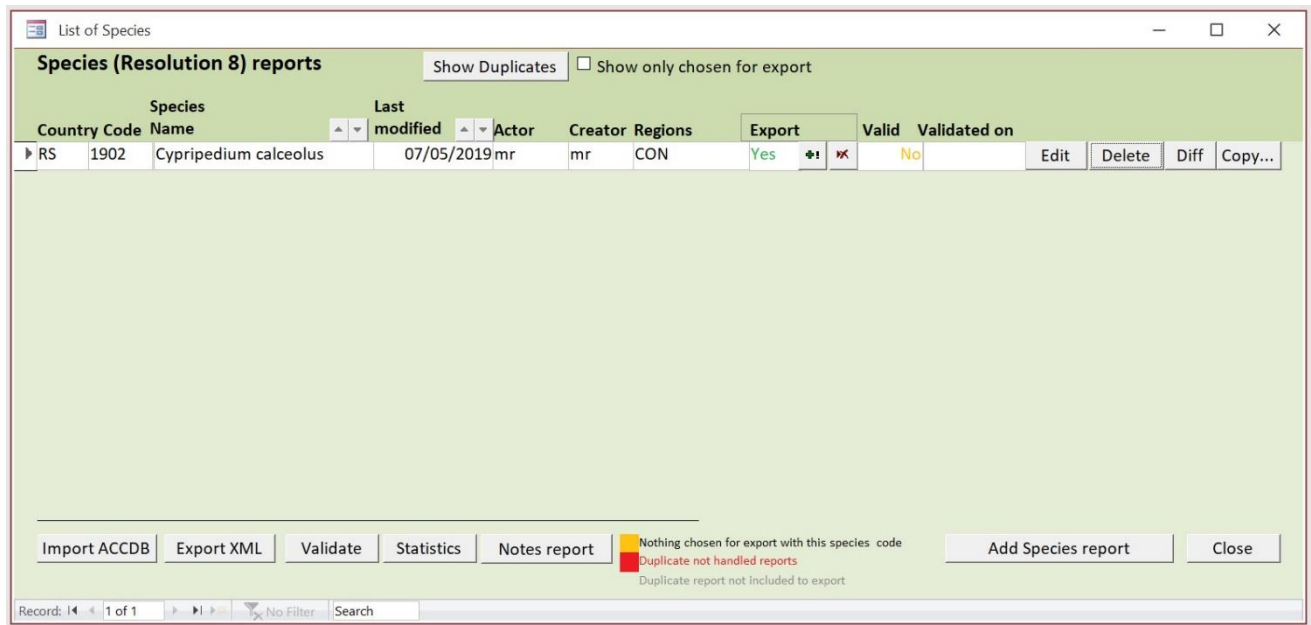 List of Species
Species (Resolution 8) reports Show Duplicates Show only chosen for export
Species Last
Country Code Name modified Actor Creator Regions Export Valid Validated on
RS 1902 Cypripedium calceolus 07/05/2019 mr mr CON Yes No Edit Delete Diff Copy...
Import ACCDB Export XML Validate Statistics Notes report Nothing chosen for export with this species code Add Species report Close
Duplicate not handled reports
Duplicate report not included to export
Record: 1 of 1 No Filter Search